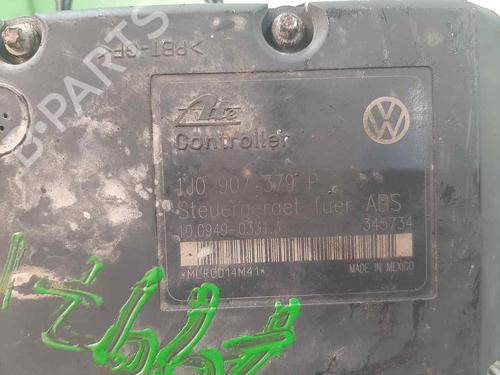 >PBT-GF<
B-PARTS
Ate
Controller
1J0 907-379 P
Steuergeraet fuer ABS
10.0949-0331.3 345734
*MLR0014M41*
MADE IN MEXICO